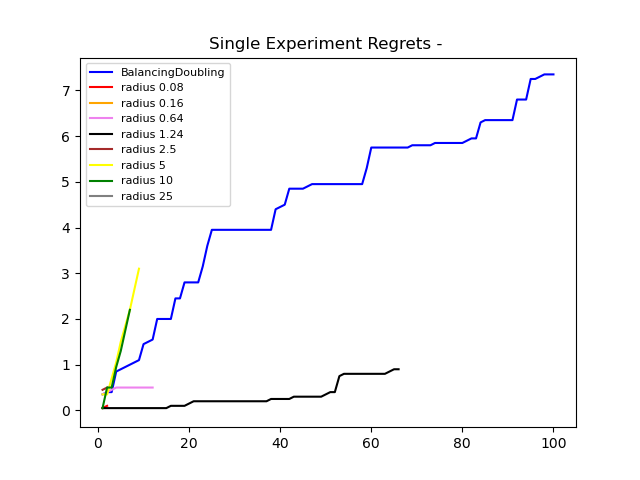 Single Experiment Regrets -
BalancingDoubling
radius 0.08
radius 0.16
radius 0.64
radius 1.24
radius 2.5
radius 5
radius 10
radius 25
7
6
5
4
3
2
1
0
0 20 40 60 80 100